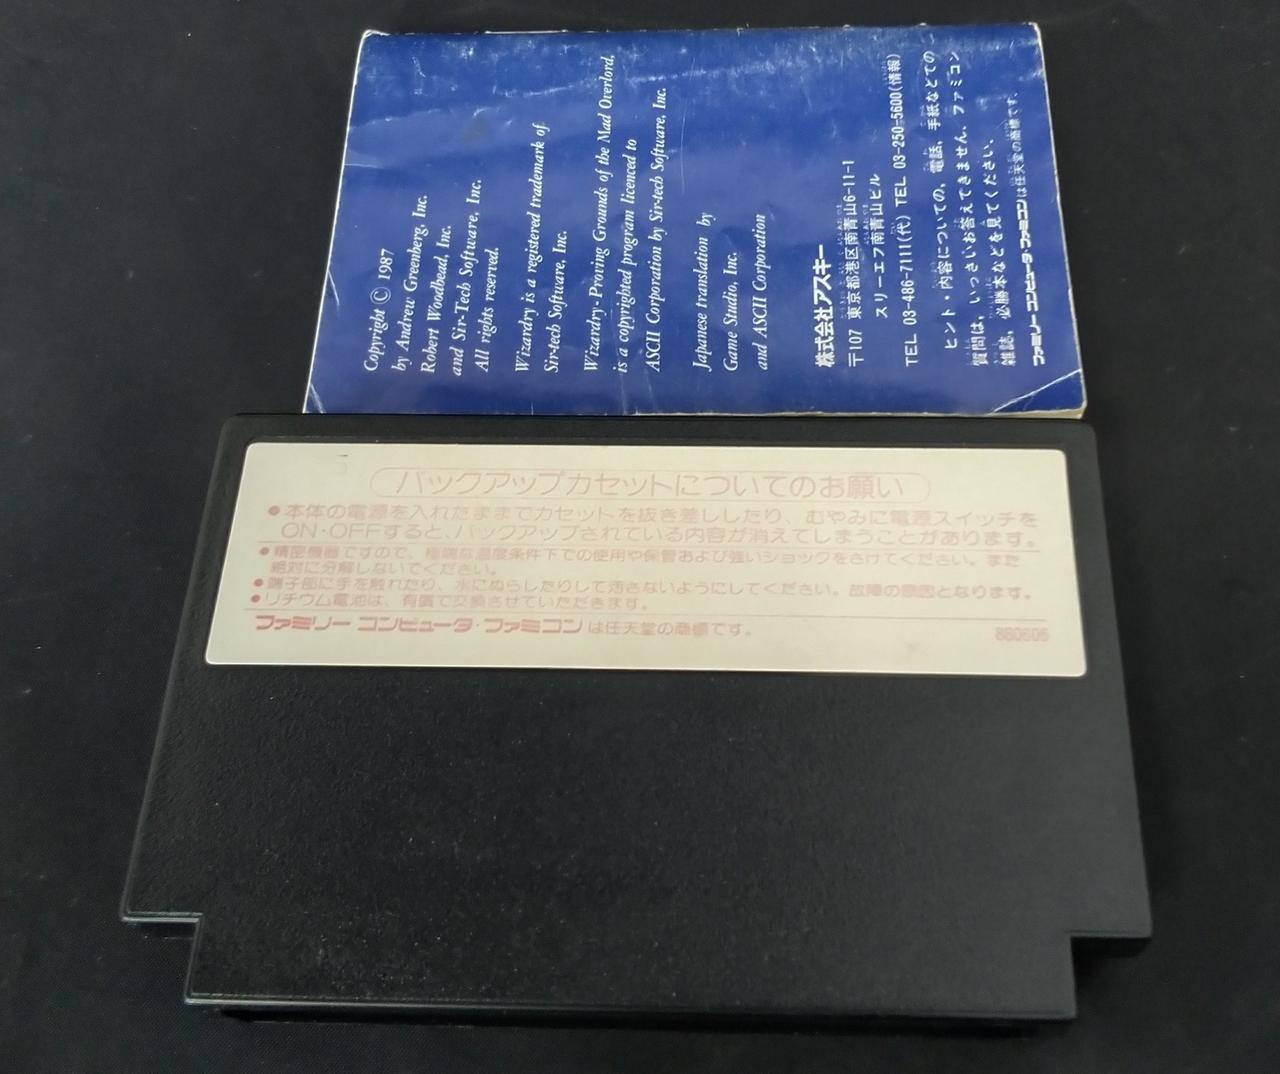 Copyright © 1987
by Andrew Greenberg, Inc.
Robert Woodhead, Inc.
and Sir-Tech Software, Inc.
All rights reserved.
Wizardry is a registered trademark of
Sir-tech Software, Inc.
Wizardry-Proving Grounds of the Mad Overlord,
is a copyrighted program licenced to
ASCII Corporation by Sir-tech Software, Inc.
Japanese translation by
Game Studio, Inc.
and ASCII Corporation
株式会社アスキー
〒107 東京都港区南青山6-11-1
スリーエフ南青山ビル
TEL 03-486-7111(代) TEL 03-250-5600(情報)
ヒント・内容についての、電話、手紙などでの
質問は、いっさいお答えできません。ファミコン
雑誌、必勝本などを見てください。
ファミリーコンピュータ・ファミコンは任天堂の商標です。
バックアップカセットについてのお願い
●本体の電源を入れたままでカセットを抜き差ししたり、むやみに電源スイッチを
ON・OFFすると、バックアップされている内容が消えてしまうことがあります。
●精密機器ですので、極端な温度条件下での使用や保管および強いショックをさけてください。また
絶対に分解しないでください。
●端子部に手を触れたり、水にぬらしたりして汚さないようにしてください。故障の原因となります。
●リチウム電池は、有償で交換させていただきます。
ファミリーコンピュータ・ファミコンは任天堂の商標です。
880606